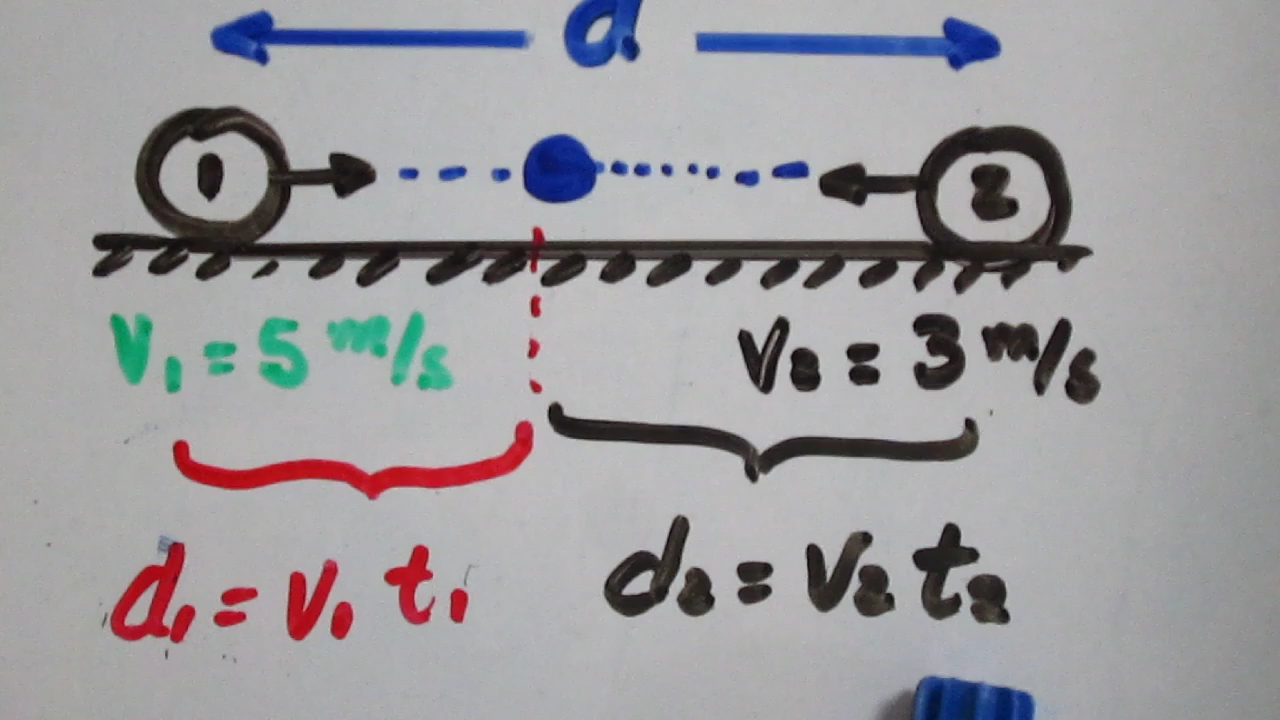 d
1 2
V₁ = 5 m/s V₂ = 3 m/s
d₁ = V₁ t₁ d₂ = V₂ t₂